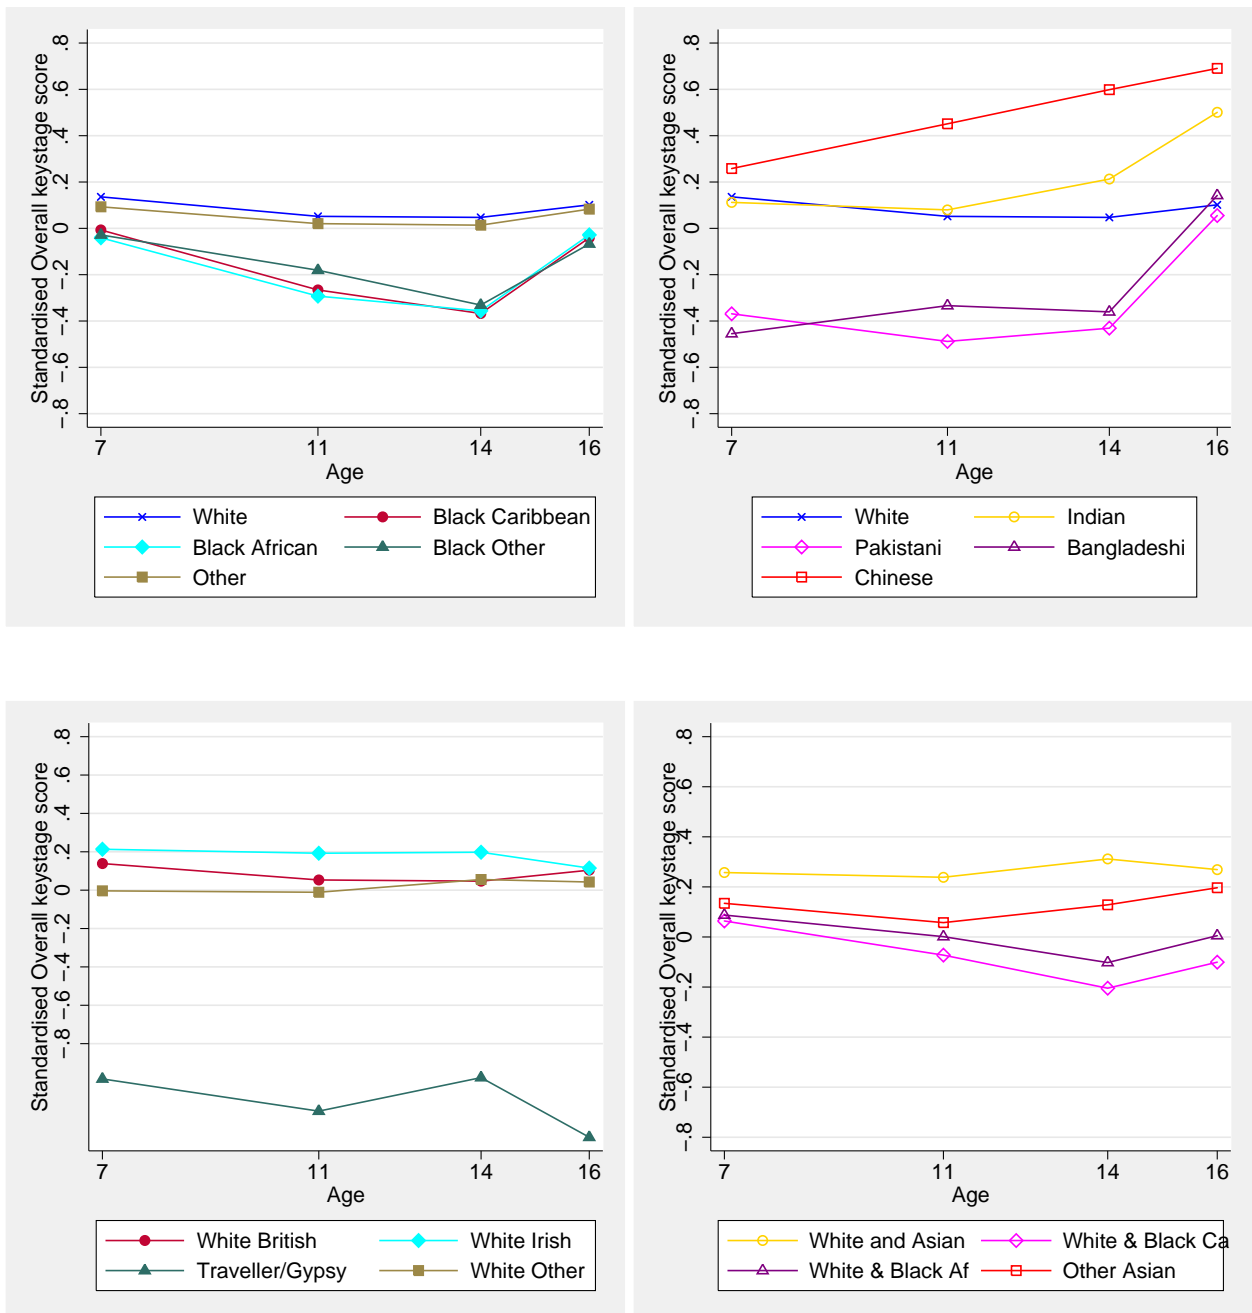 Standardised Overall keystage score
.8
.6
.4
.2
0
−.2
−.4
−.6
−.8
7 11 14 16
Age
White Black Caribbean
Black African Black Other
Other
Standardised Overall keystage score
.8
.6
.4
.2
0
−.2
−.4
−.6
−.8
7 11 14 16
Age
White Indian
Pakistani Bangladeshi
Chinese
Standardised Overall keystage score
.8
.6
.4
.2
0
−.2
−.4
−.6
−.8
7 11 14 16
Age
White British White Irish
Traveller/Gypsy White Other
Standardised Overall keystage score
.8
.6
.4
.2
0
−.2
−.4
−.6
−.8
7 11 14 16
Age
White and Asian White & Black Ca
White & Black Af Other Asian